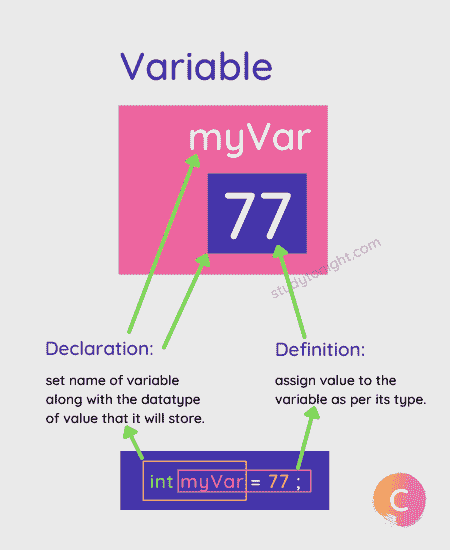 Variable
myVar
77
studytonight.com
Declaration:
set name of variable
along with the datatype
of value that it will store.
Definition:
assign value to the
variable as per its type.
int myVar = 77 ;
C